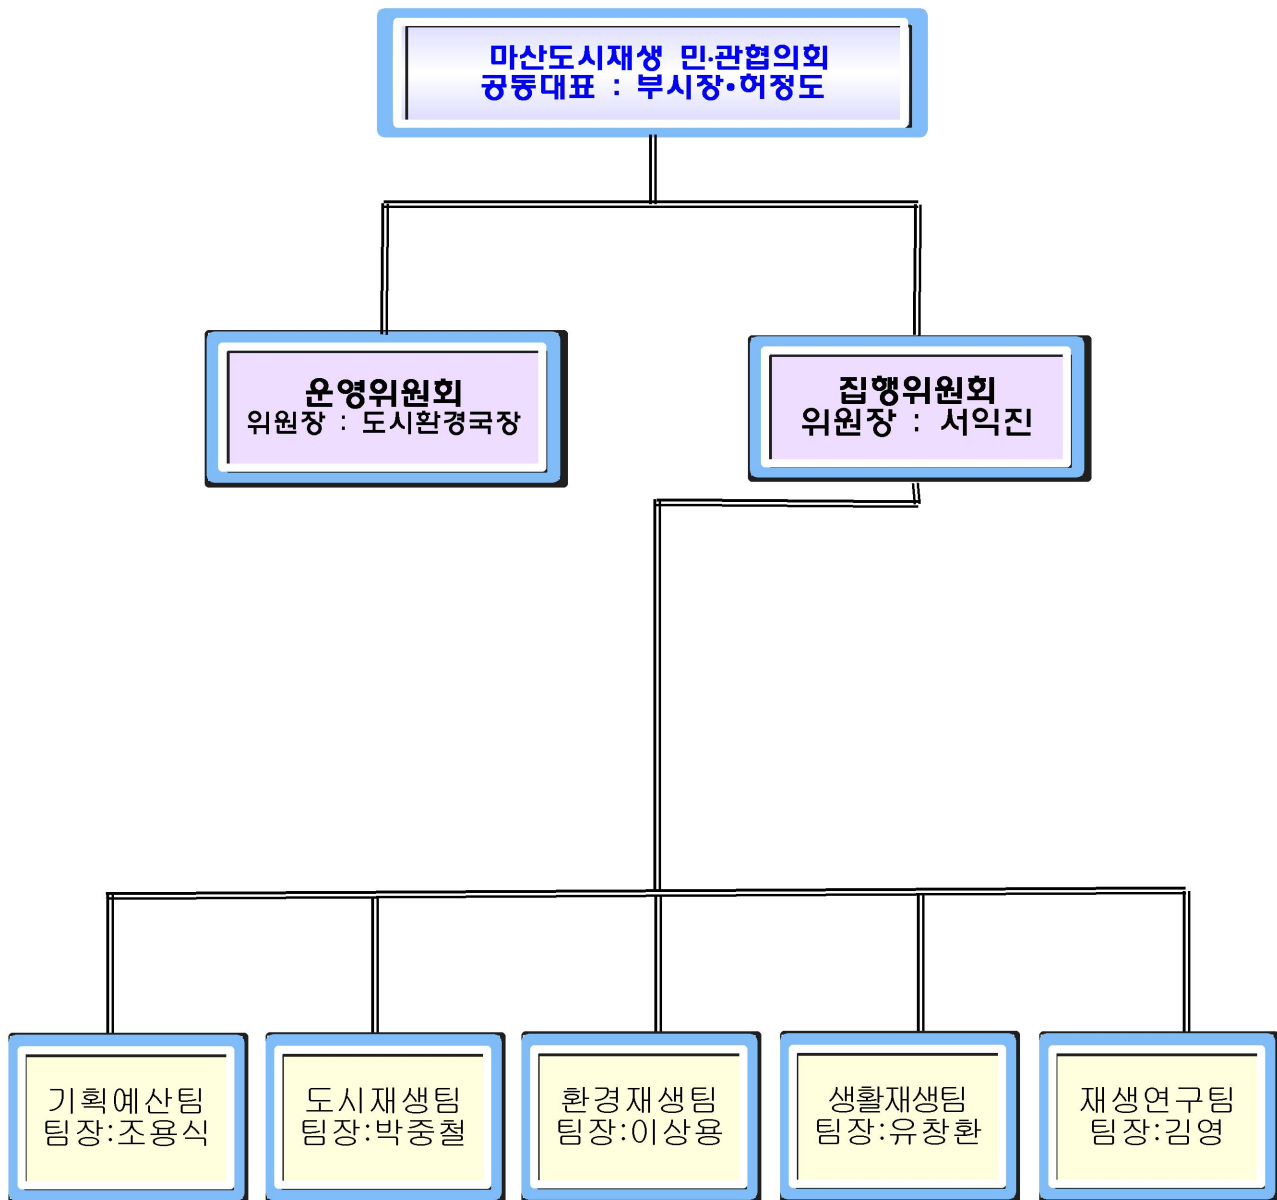 마산도시재생 민·관협의회
공동대표 : 부시장•허정도
운영위원회
위원장 : 도시환경국장
집행위원회
위원장 : 서익진
기획예산팀
팀장:조용식
도시재생팀
팀장:박중철
환경재생팀
팀장:이상용
생활재생팀
팀장:유창환
재생연구팀
팀장:김영